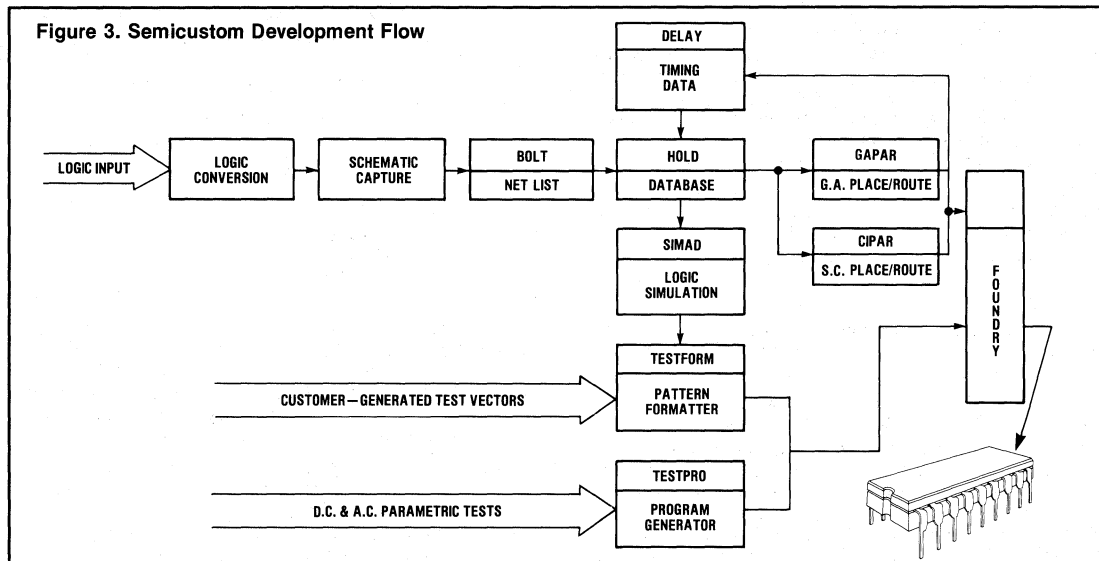 Figure 3. Semicustom Development Flow
DELAY
TIMING
DATA
LOGIC INPUT
LOGIC
CONVERSION
SCHEMATIC
CAPTURE
BOLT
NET LIST
HOLD
DATABASE
GAPAR
G.A. PLACE/ROUTE
CIPAR
S.C. PLACE/ROUTE
SIMAD
LOGIC
SIMULATION
FOUNDRY
TESTFORM
PATTERN
FORMATTER
CUSTOMER—GENERATED TEST VECTORS
TESTPRO
PROGRAM
GENERATOR
D.C. & A.C. PARAMETRIC TESTS